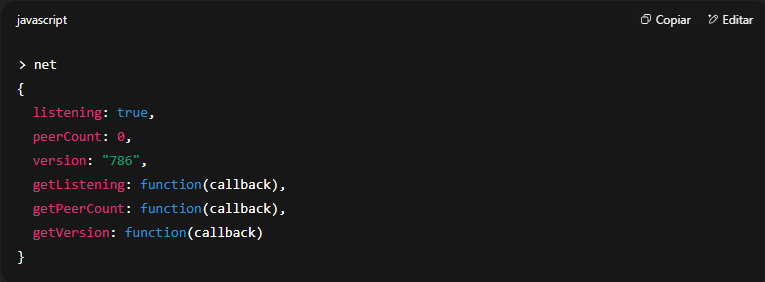 javascript Copiar Editar
> net
{
listening: true,
peerCount: 0,
version: "786",
getListening: function(callback),
getPeerCount: function(callback),
getVersion: function(callback)
}